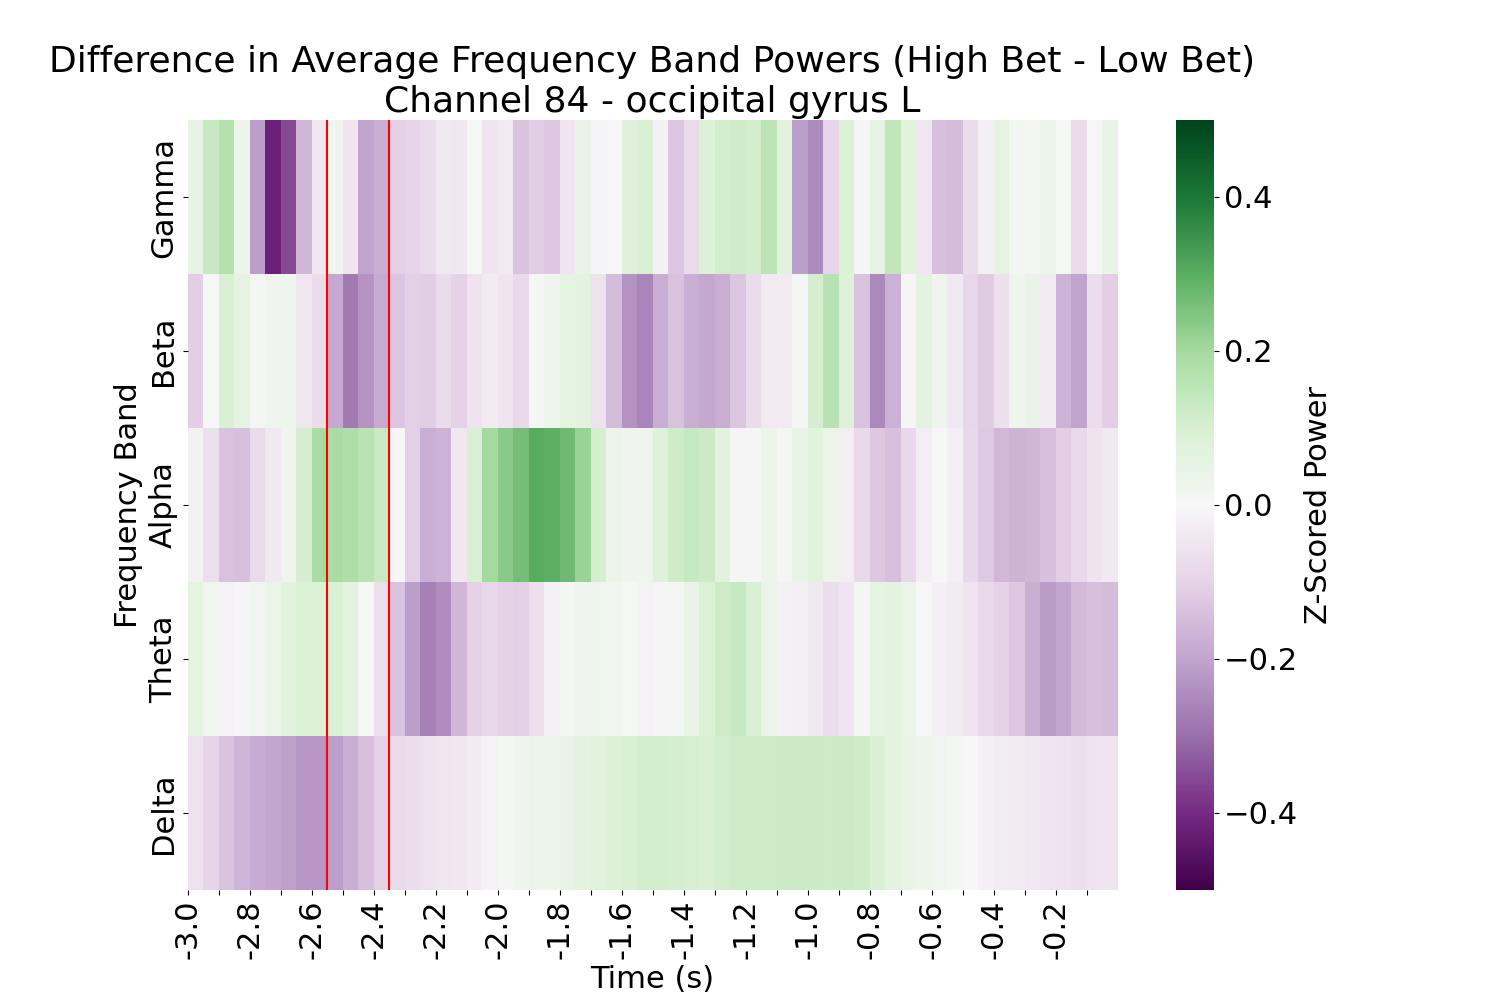 Difference in Average Frequency Band Powers (High Bet - Low Bet)
Channel 84 - occipital gyrus L
Frequency Band
Gamma
Beta
Alpha
Theta
Delta
-3.0
-2.8
-2.6
-2.4
-2.2
-2.0
-1.8
-1.6
-1.4
-1.2
-1.0
-0.8
-0.6
-0.4
-0.2
Time (s)
0.4
0.2
0.0
−0.2
−0.4
Z-Scored Power